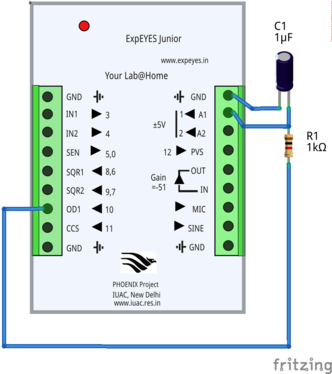 C1
1µF
ExpEYES Junior
www.expeyes.in
Your Lab@Home
GND
IN1 3
IN2 4
SEN 5,0
SQR1 8,6
SQR2 9,7
OD1 10
CCS 11
GND
GND
±5V
1 A1
2 A2
12 PVS
Gain
=-51
OUT
IN
MIC
SINE
GND
R1
1kΩ
PHOENIX Project
IUAC, New Delhi
www.iuac.res.in
fritzing